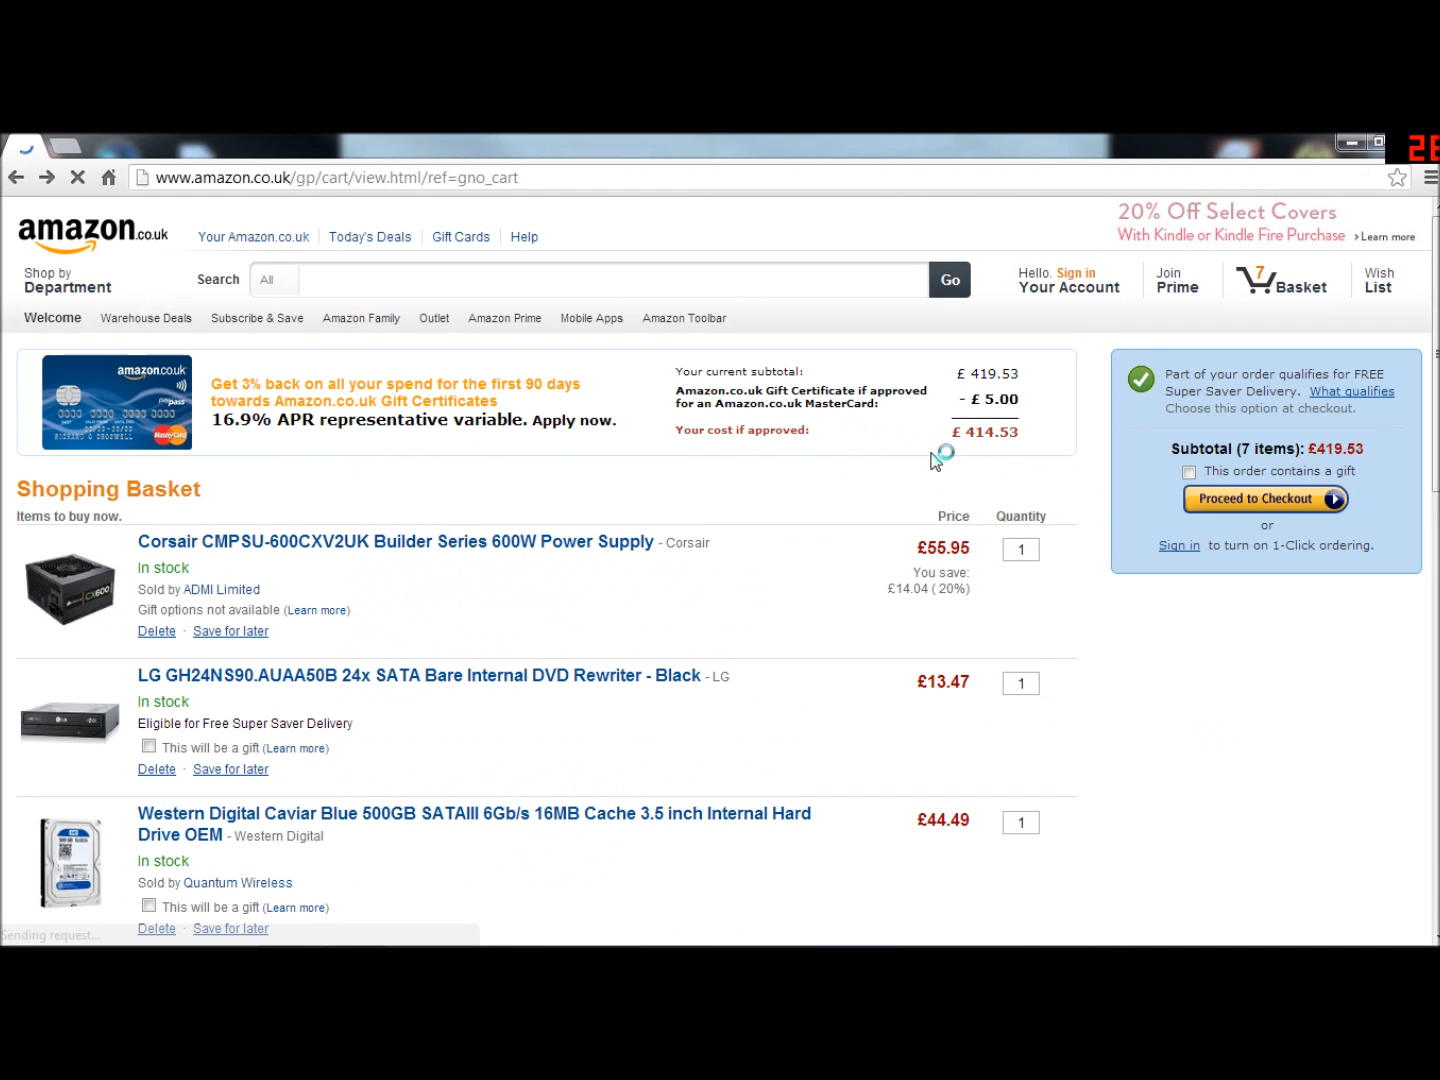 www.amazon.co.uk/gp/cart/view.html/ref=gno_cart
amazon.co.uk
Your Amazon.co.uk Today's Deals Gift Cards Help
20% Off Select Covers
With Kindle or Kindle Fire Purchase › Learn more
Shop by
Department
Search All Go
Hello. Sign in
Your Account
Join
Prime
7
Basket
Wish
List
Welcome Warehouse Deals Subscribe & Save Amazon Family Outlet Amazon Prime Mobile Apps Amazon Toolbar
amazon.co.uk
MasterCard
Get 3% back on all your spend for the first 90 days
towards Amazon.co.uk Gift Certificates
16.9% APR representative variable. Apply now.
Your current subtotal: £ 419.53
Amazon.co.uk Gift Certificate if approved
for an Amazon.co.uk MasterCard: - £ 5.00
Your cost if approved: £ 414.53
Part of your order qualifies for FREE
Super Saver Delivery. What qualifies
Choose this option at checkout.
Subtotal (7 items): £419.53
This order contains a gift
Proceed to Checkout
or
Sign in to turn on 1-Click ordering.
Shopping Basket
Items to buy now. Price Quantity
Corsair CMPSU-600CXV2UK Builder Series 600W Power Supply - Corsair £55.95 1
In stock
You save:
£14.04 ( 20%)
Sold by ADMI Limited
Gift options not available (Learn more)
Delete · Save for later
CX600
LG GH24NS90.AUAA50B 24x SATA Bare Internal DVD Rewriter - Black - LG £13.47 1
In stock
Eligible for Free Super Saver Delivery
This will be a gift (Learn more)
Delete · Save for later
Western Digital Caviar Blue 500GB SATAIII 6Gb/s 16MB Cache 3.5 inch Internal Hard
Drive OEM - Western Digital £44.49 1
In stock
Sold by Quantum Wireless
This will be a gift (Learn more)
Delete · Save for later
Sending request...